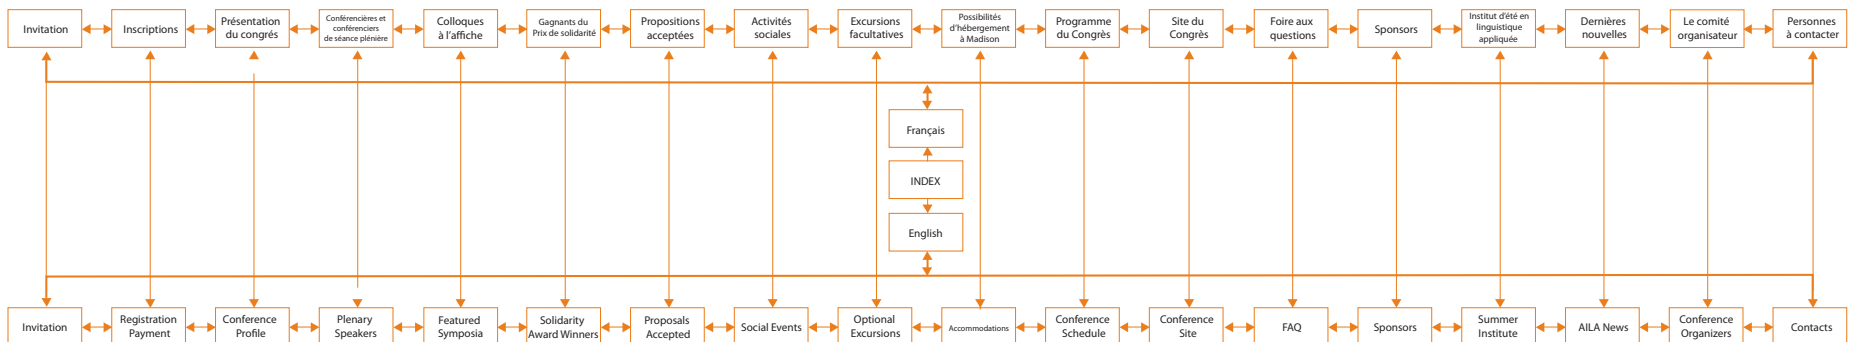 Invitation
Inscriptions
Présentation
du congrés
Conférencières et
conférenciers
de séance plénière
Colloques
à l'affiche
Gagnants du
Prix de solidarité
Propositions
acceptées
Activités
sociales
Excursions
facultatives
Possibilités
d'hébergement
à Madison
Programme
du Congrès
Site du
Congrès
Foire aux
questions
Sponsors
Institut d'été en
linguistique
appliquée
Dernières
nouvelles
Le comité
organisateur
Personnes
à contacter
Français
INDEX
English
Invitation
Registration
Payment
Conference
Profile
Plenary
Speakers
Featured
Symposia
Solidarity
Award Winners
Proposals
Accepted
Social Events
Optional
Excursions
Accommodations
Conference
Schedule
Conference
Site
FAQ
Sponsors
Summer
Institute
AILA News
Conference
Organizers
Contacts